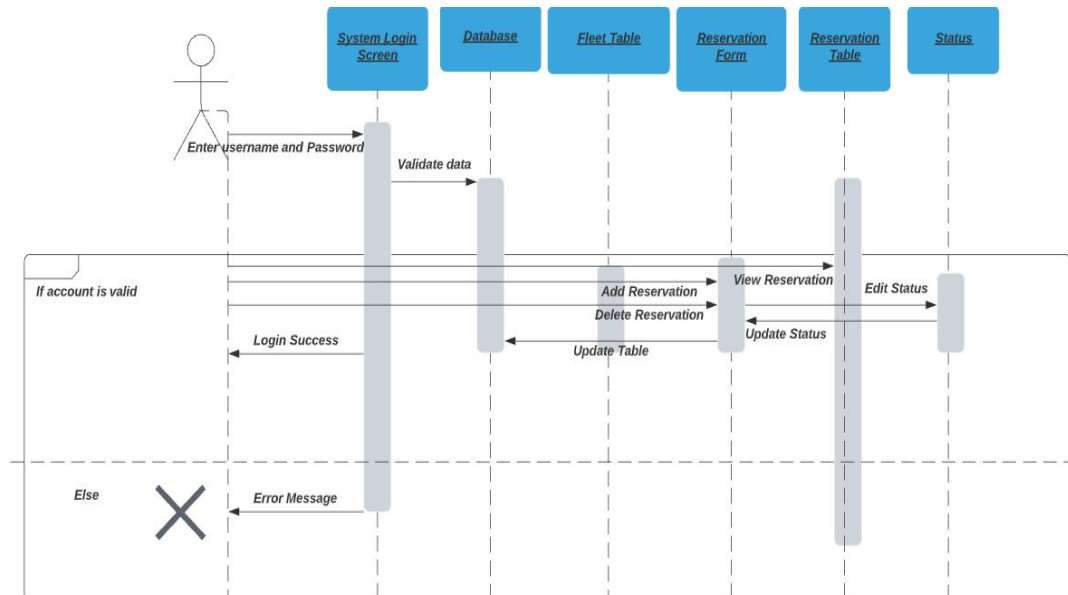 System Login
Screen
Database
Fleet Table
Reservation
Form
Reservation
Table
Status
Enter username and Password
Validate data
If account is valid
View Reservation
Add Reservation
Edit Status
Delete Reservation
Update Status
Login Success
Update Table
Else
Error Message